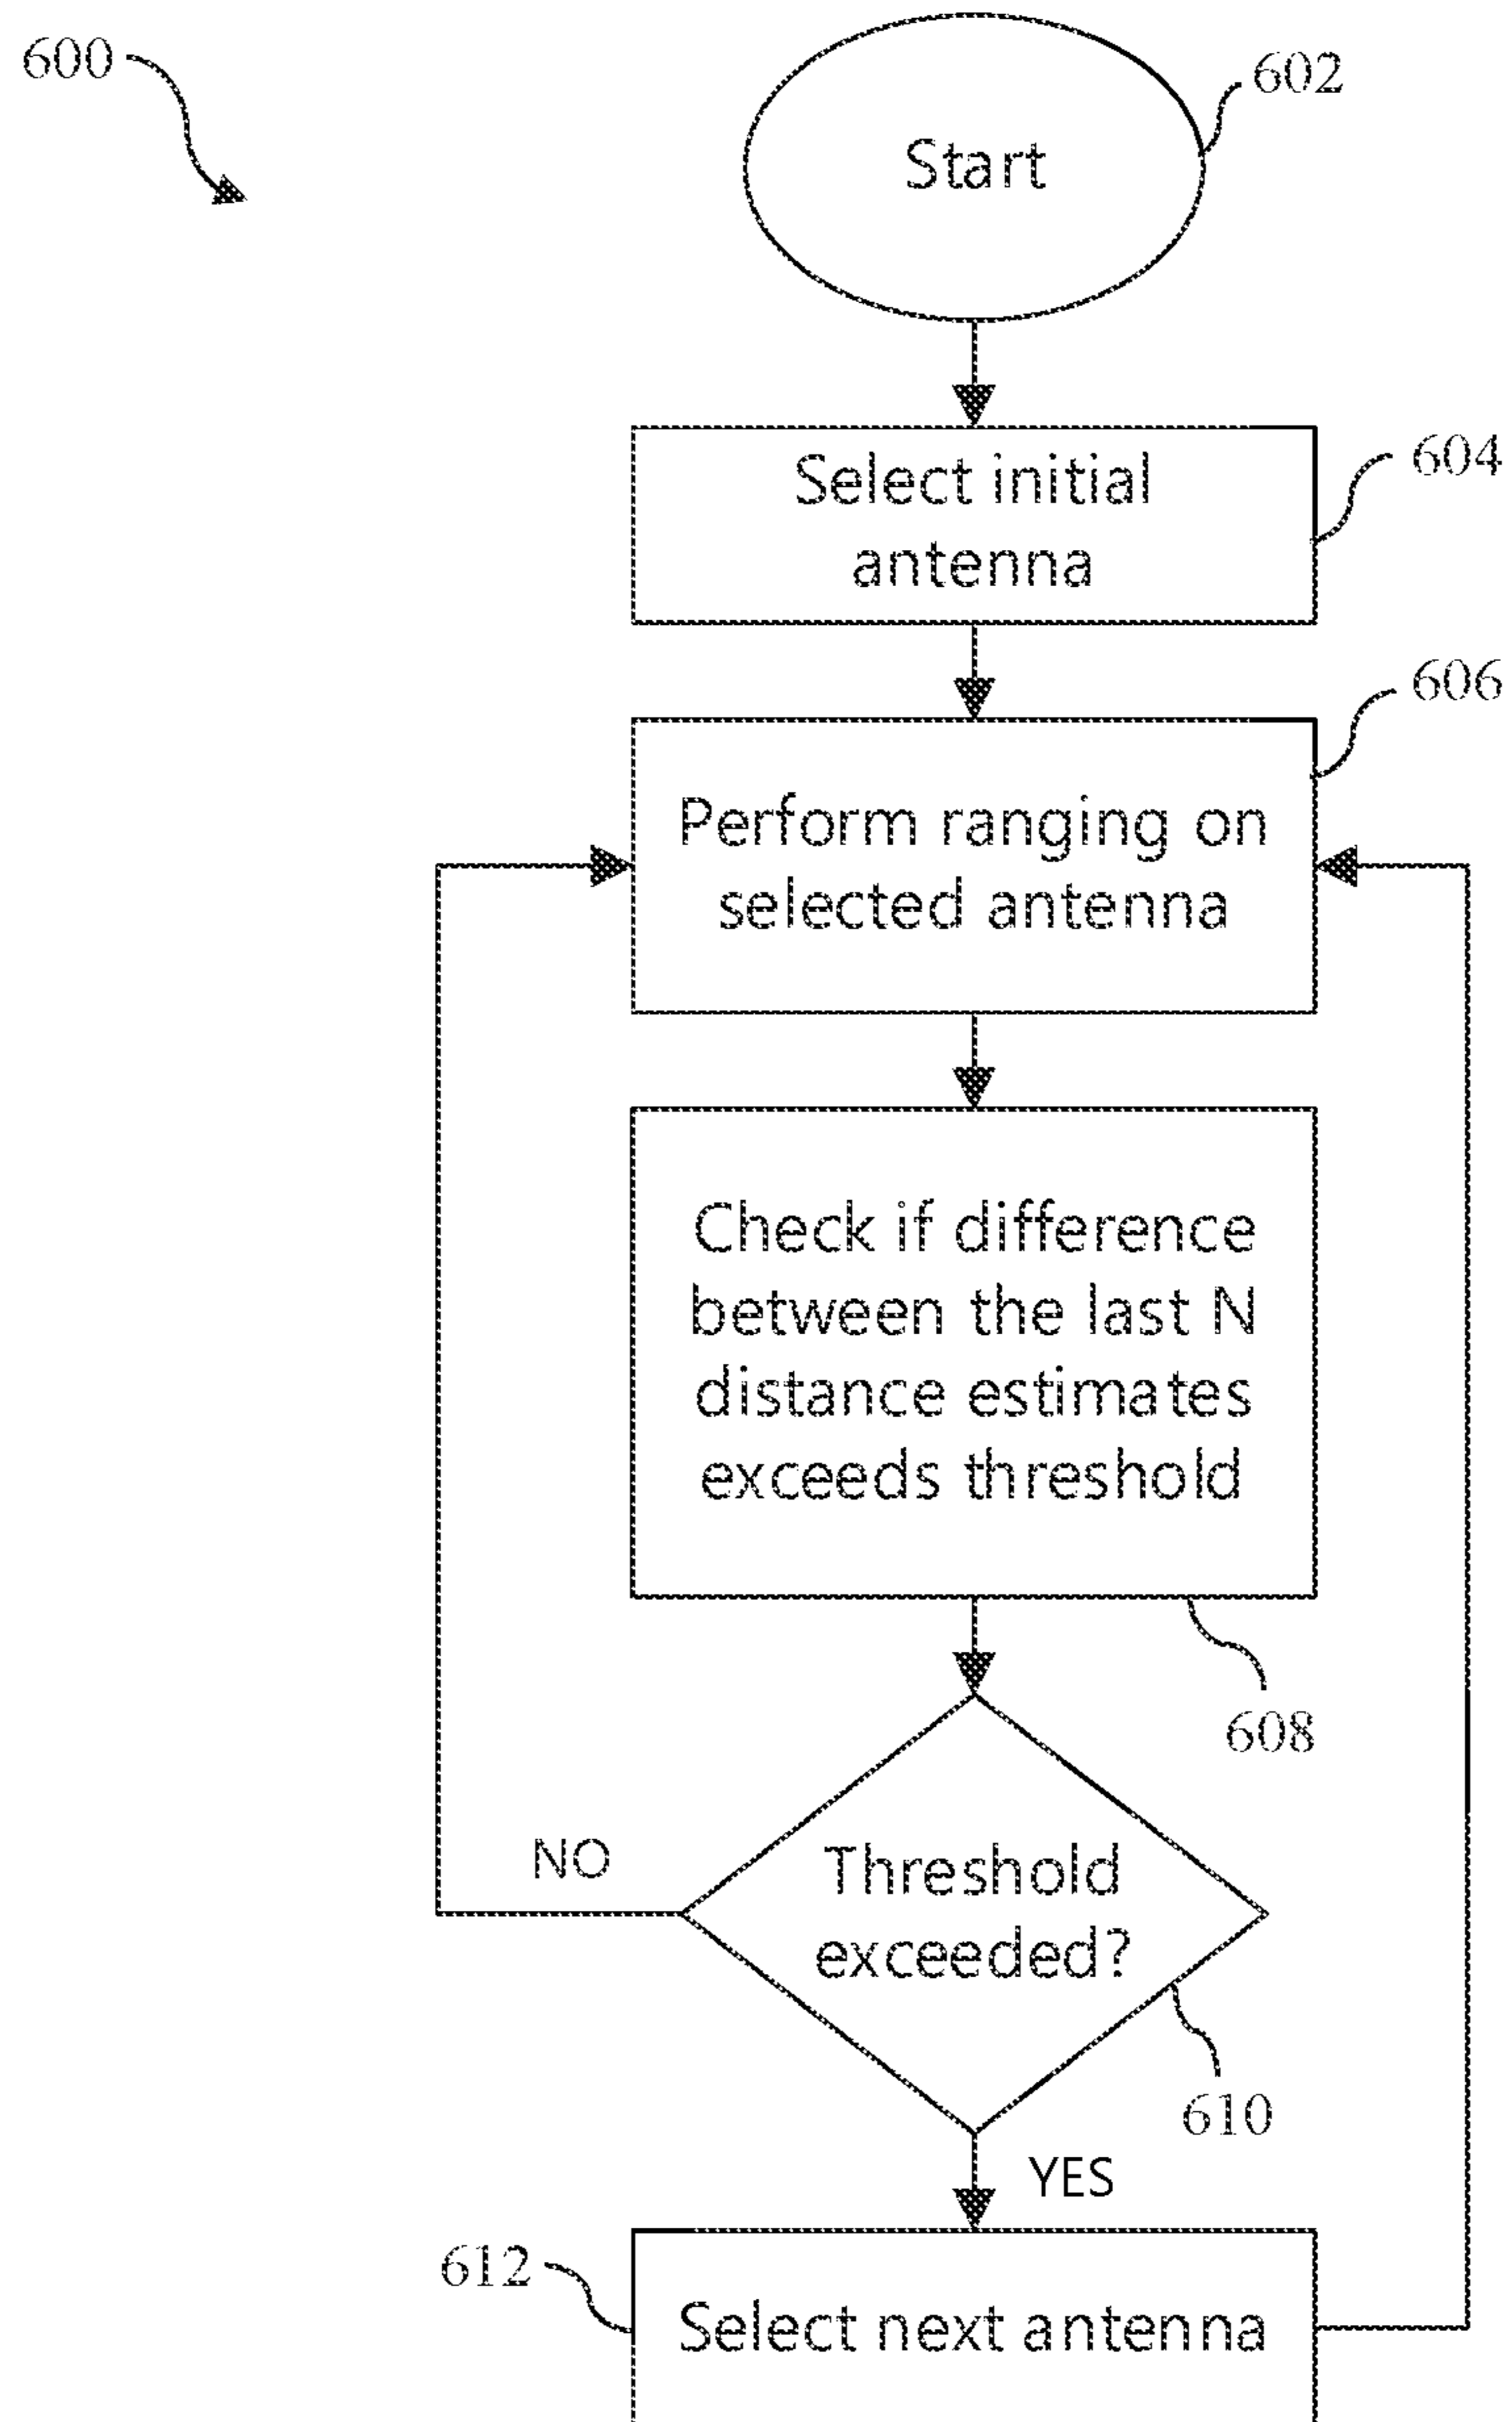 600
602
Start
604
Select initial
antenna
606
Perform ranging on
selected antenna
Check if difference
between the last N
distance estimates
exceeds threshold
608
NO
Threshold
exceeded?
610
YES
612
Select next antenna